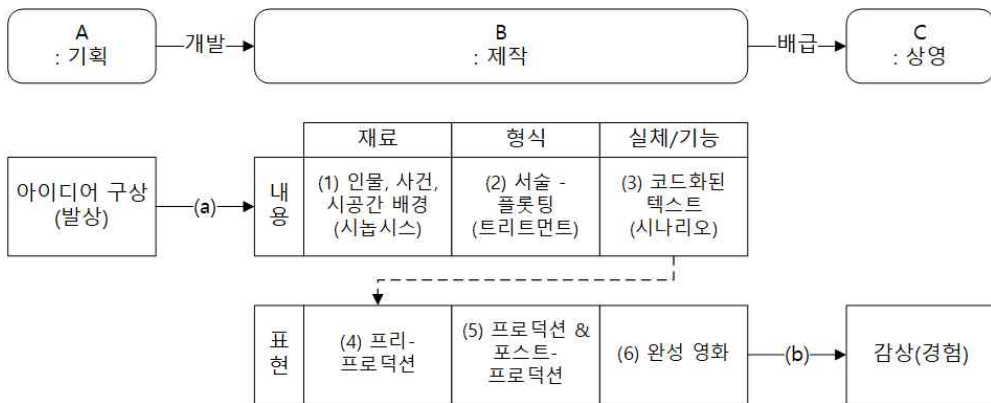 A
: 기획
개발
B
: 제작
배급
C
: 상영
재료
형식
실체/기능
아이디어 구상
(발상)
(a)
내
용
(1) 인물, 사건,
시공간 배경
(시놉시스)
(2) 서술 -
플롯팅
(트리트먼트)
(3) 코드화된
텍스트
(시나리오)
표
현
(4) 프리-
프로덕션
(5) 프로덕션 &
포스트-
프로덕션
(6) 완성 영화
(b)
감상(경험)